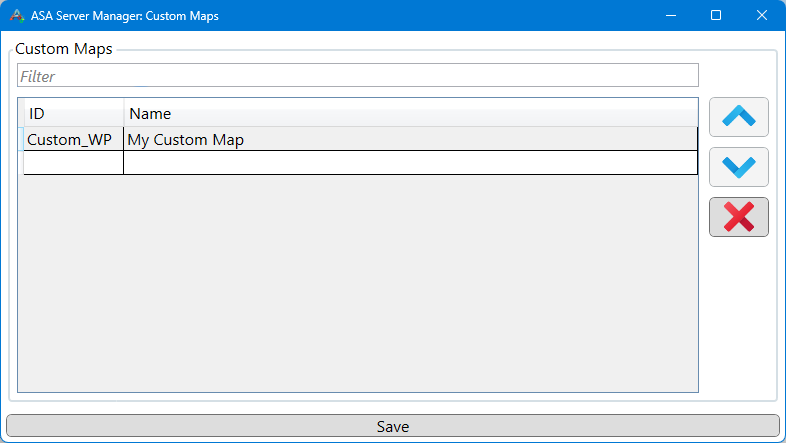 ASA Server Manager: Custom Maps
Custom Maps
Filter
ID Name
Custom_WP My Custom Map
Save